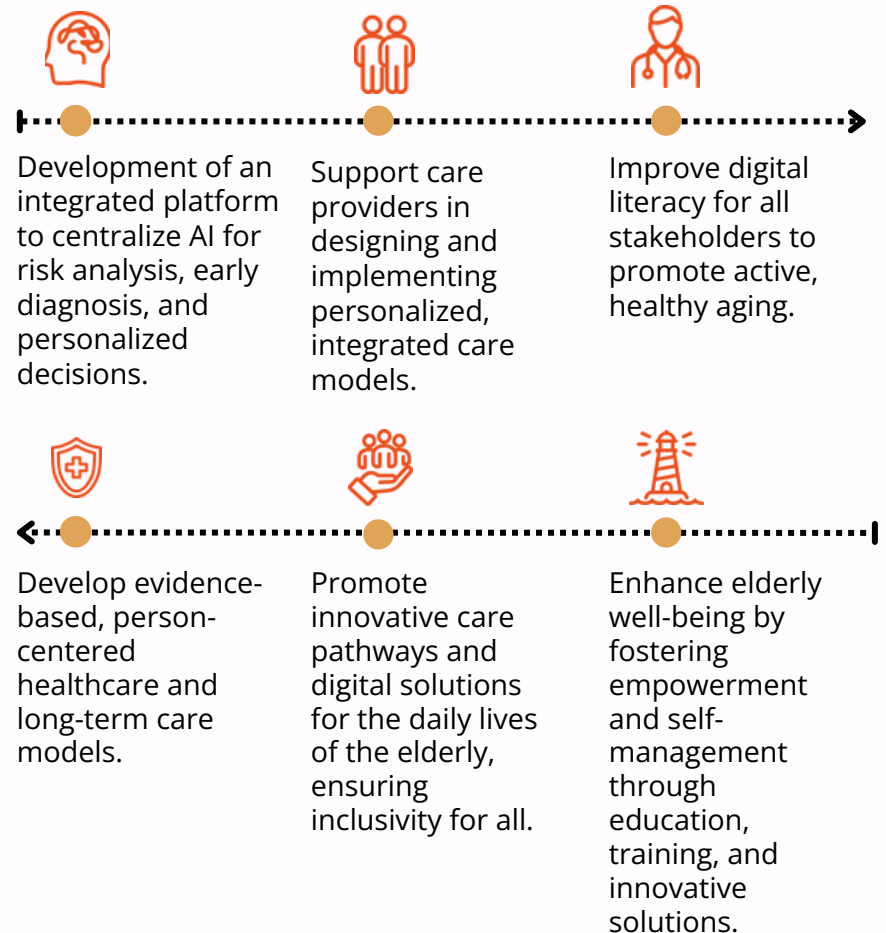 Development of an
integrated platform
to centralize AI for
risk analysis, early
diagnosis, and
personalized
decisions.
Support care
providers in
designing and
implementing
personalized,
integrated care
models.
Improve digital
literacy for all
stakeholders to
promote active,
healthy aging.
Develop evidence-
based, person-
centered
healthcare and
long-term care
models.
Promote
innovative care
pathways and
digital solutions
for the daily lives
of the elderly,
ensuring
inclusivity for all.
Enhance elderly
well-being by
fostering
empowerment
and self-
management
through
education,
training, and
innovative
solutions.